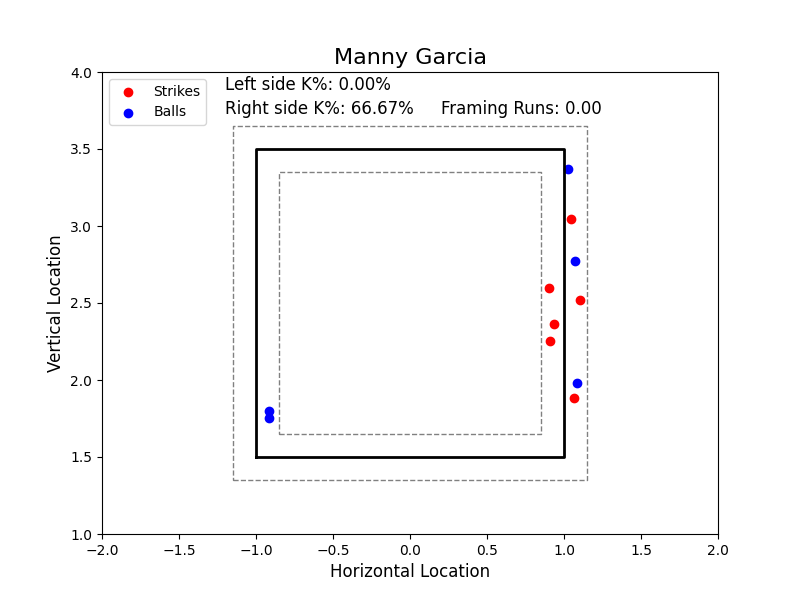 Manny Garcia
Strikes
Balls
Left side K%: 0.00%
Right side K%: 66.67%
Framing Runs: 0.00
4.0
3.5
3.0
2.5
2.0
1.5
1.0
Vertical Location
−2.0 −1.5 −1.0 −0.5 0.0 0.5 1.0 1.5 2.0
Horizontal Location